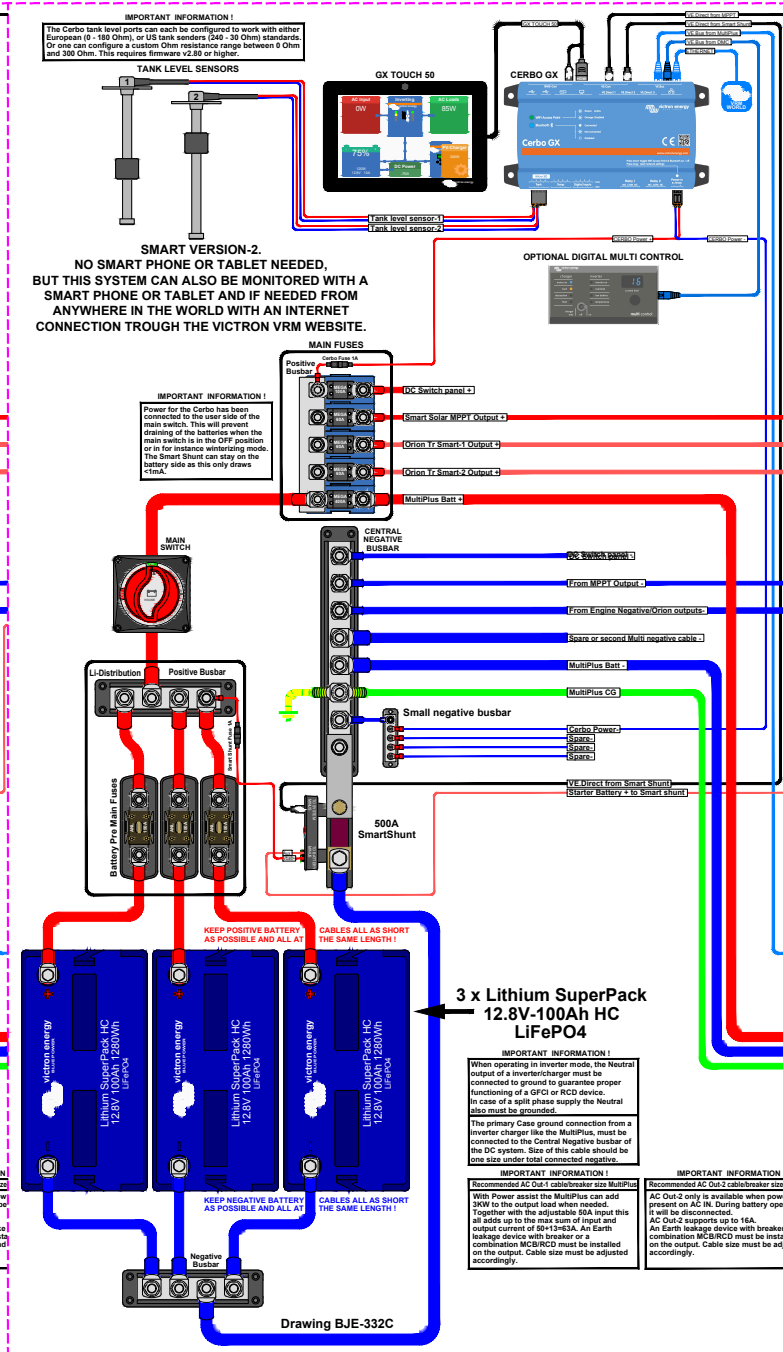 IMPORTANT INFORMATION !
The Cerbo tank level ports can each be configured to work with either
European (0 - 180 Ohm), or US tank senders (240 - 30 Ohm) standards.
Or one can configure a custom Ohm resistance range between 0 Ohm
and 300 Ohm. This requires firmware v2.80 or higher.
TANK LEVEL SENSORS
1
2
GX TOUCH 50
CERBO GX
GX TOUCH 50
VE.Direct from MPPT
VE.Direct from Smart Shunt
VE.Bus from MultiPlus
VE.Bus from DMC
ETHERNET
VRM
WORLD
AC Input
0W
Inverting
AC Loads
85W
75%
DC Power
PV Charger
victron energy
Cerbo GX
Tank level sensor-1
Tank level sensor-2
CERBO Power +
CERBO Power -
SMART VERSION-2.
NO SMART PHONE OR TABLET NEEDED,
BUT THIS SYSTEM CAN ALSO BE MONITORED WITH A
SMART PHONE OR TABLET AND IF NEEDED FROM
ANYWHERE IN THE WORLD WITH AN INTERNET
CONNECTION TROUGH THE VICTRON VRM WEBSITE.
OPTIONAL DIGITAL MULTI CONTROL
16
multi control
MAIN FUSES
Positive
Busbar
Cerbo Fuse 1A
IMPORTANT INFORMATION !
Power for the Cerbo has been
connected to the user side of the
main switch. This will prevent
draining of the batteries when the
main switch is in the OFF position
or in for instance winterizing mode.
The Smart Shunt can stay on the
battery side as this only draws
<1mA.
MEGA
MEGA
MEGA
MEGA
MEGA
DC Switch panel +
Smart Solar MPPT Output +
Orion Tr Smart-1 Output +
Orion Tr Smart-2 Output +
MultiPlus Batt +
MAIN
SWITCH
CENTRAL
NEGATIVE
BUSBAR
DC Switch panel -
From MPPT Output -
From Engine Negative/Orion outputs-
Spare or second Multi negative cable -
MultiPlus Batt -
MultiPlus CG
Li-Distribution
Positive Busbar
Small negative busbar
Cerbo Power-
Spare-
Spare-
Spare-
Smart Shunt Fuse 1A
VE.Direct from Smart Shunt
Starter Battery + to Smart shunt
500A
SmartShunt
Battery Pre Main Fuses
KEEP POSITIVE BATTERY CABLES ALL AS SHORT
AS POSSIBLE AND ALL AT THE SAME LENGTH !
victron energy
BLUE POWER
Lithium SuperPack HC
12.8V 100Ah 1280Wh
LiFePO4
victron energy
BLUE POWER
Lithium SuperPack HC
12.8V 100Ah 1280Wh
LiFePO4
victron energy
BLUE POWER
Lithium SuperPack HC
12.8V 100Ah 1280Wh
LiFePO4
3 x Lithium SuperPack
12.8V-100Ah HC
LiFePO4
IMPORTANT INFORMATION !
When operating in inverter mode, the Neutral
output of a inverter/charger must be
connected to ground to guarantee proper
functioning of a GFCI or RCD device.
In case of a split phase supply the Neutral
also must be grounded.
The primary Case ground connection from a
inverter charger like the MultiPlus, must be
connected to the Central Negative busbar of
the DC system. Size of this cable should be
one size under total connected negative.
IMPORTANT INFORMATION !
Recommended AC Out-1 cable/breaker size MultiPlus
With Power assist the MultiPlus can add
3KW to the output load when needed.
Together with the adjustable 50A input this
all adds up to the max sum of input and
output current of 50+13=63A. An Earth
leakage device with breaker or a
combination MCB/RCD must be installed
on the output. Cable size must be adjusted
accordingly.
IMPORTANT INFORMATION
Recommended AC Out-2 cable/breaker size
AC Out-2 only is available when powe
present on AC IN. During battery ope
it will be disconnected.
AC Out-2 supports up to 16A.
An Earth leakage device with breake
combination MCB/RCD must be insta
on the output. Cable size must be adj
accordingly.
KEEP NEGATIVE BATTERY CABLES ALL AS SHORT
AS POSSIBLE AND ALL AT THE SAME LENGTH !
Negative
Busbar
Drawing BJE-332C